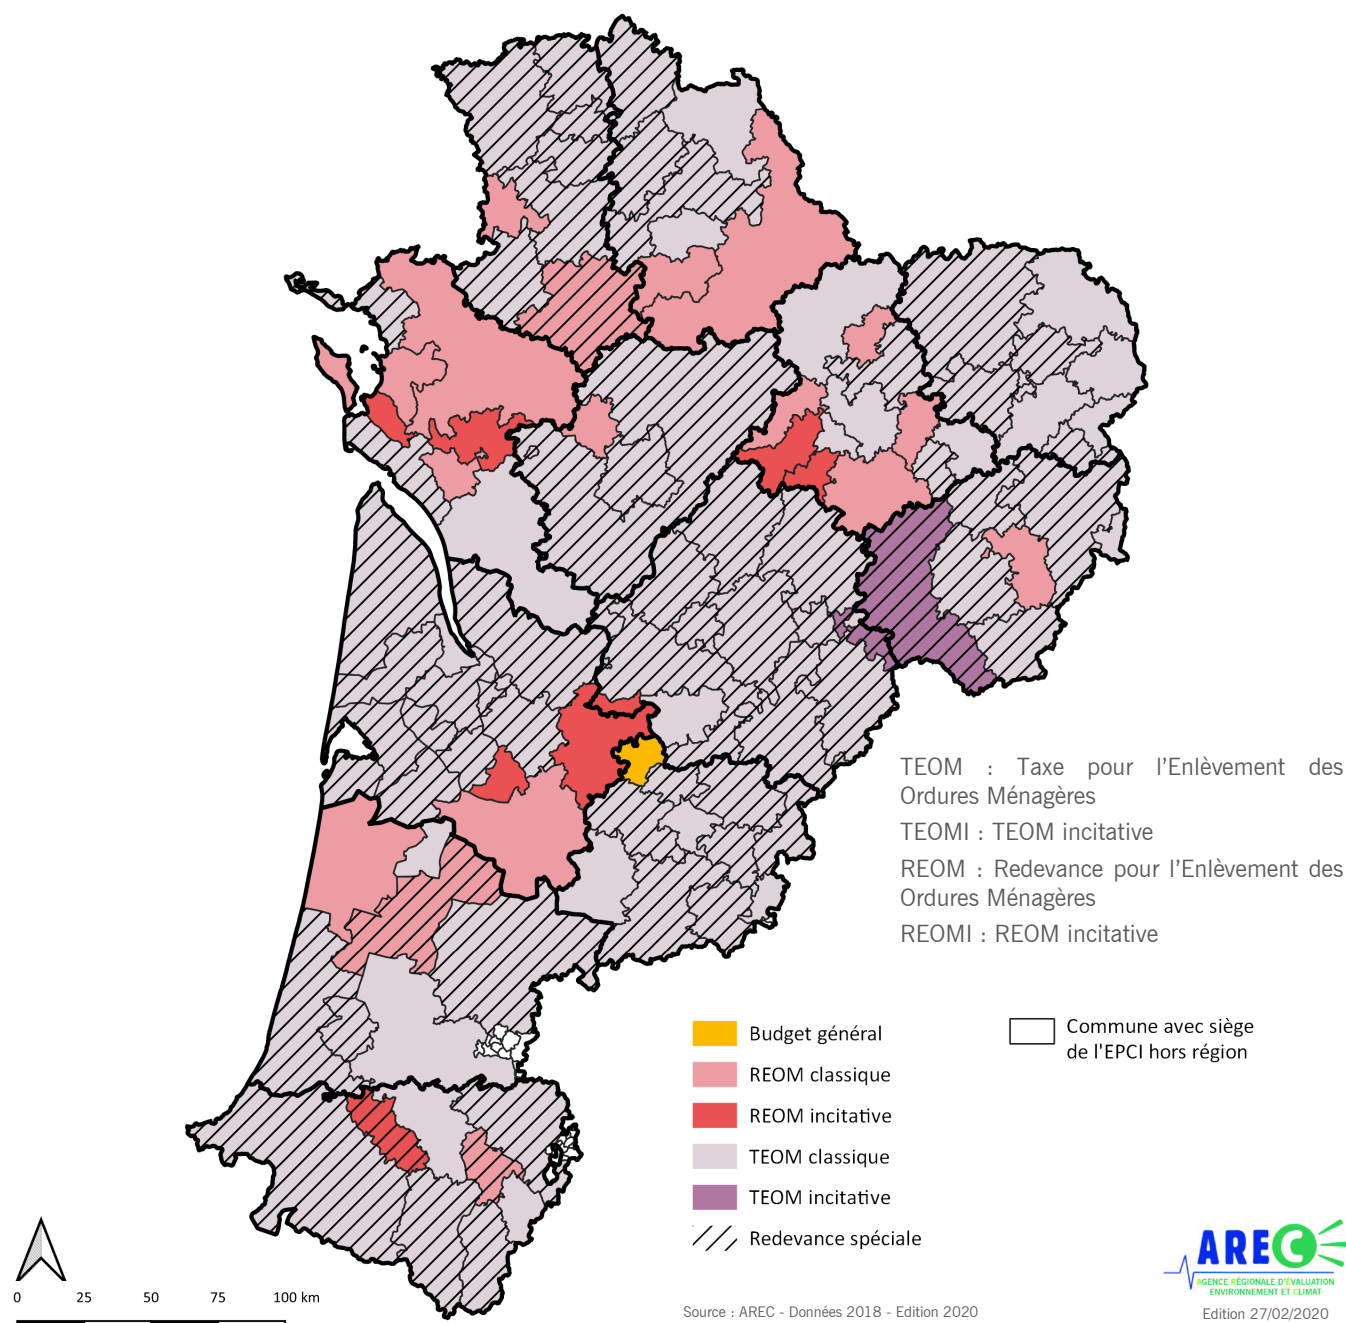 TEOM : Taxe pour l'Enlèvement des
Ordures Ménagères
TEOMI : TEOM incitative
REOM : Redevance pour l'Enlèvement des
Ordures Ménagères
REOMI : REOM incitative
Budget général
REOM classique
REOM incitative
TEOM classique
TEOM incitative
Redevance spéciale
Commune avec siège
de l'EPCI hors région
0 25 50 75 100 km
Source : AREC - Données 2018 - Edition 2020
AREC
AGENCE RÉGIONALE D'ÉVALUATION
ENVIRONNEMENT ET CLIMAT
Edition 27/02/2020